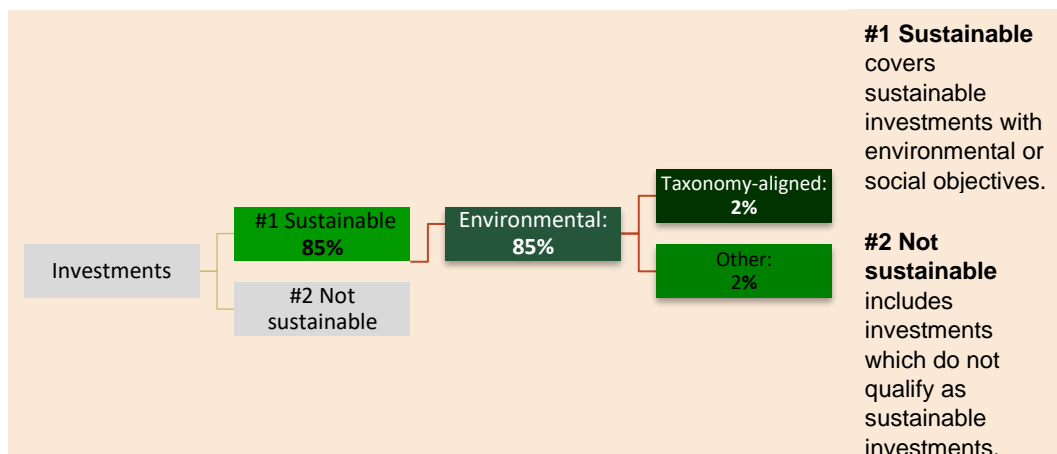 Investments
#1 Sustainable
85%
#2 Not
sustainable
Environmental:
85%
Taxonomy-aligned:
2%
Other:
2%
#1 Sustainable
covers
sustainable
investments with
environmental or
social objectives.
#2 Not
sustainable
includes
investments
which do not
qualify as
sustainable
investments.